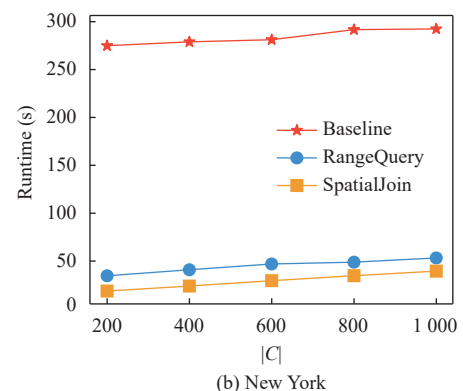 300
250
200
150
100
50
0
Runtime (s)
Baseline
RangeQuery
SpatialJoin
200 400 600 800 1 000
|C|
(b) New York